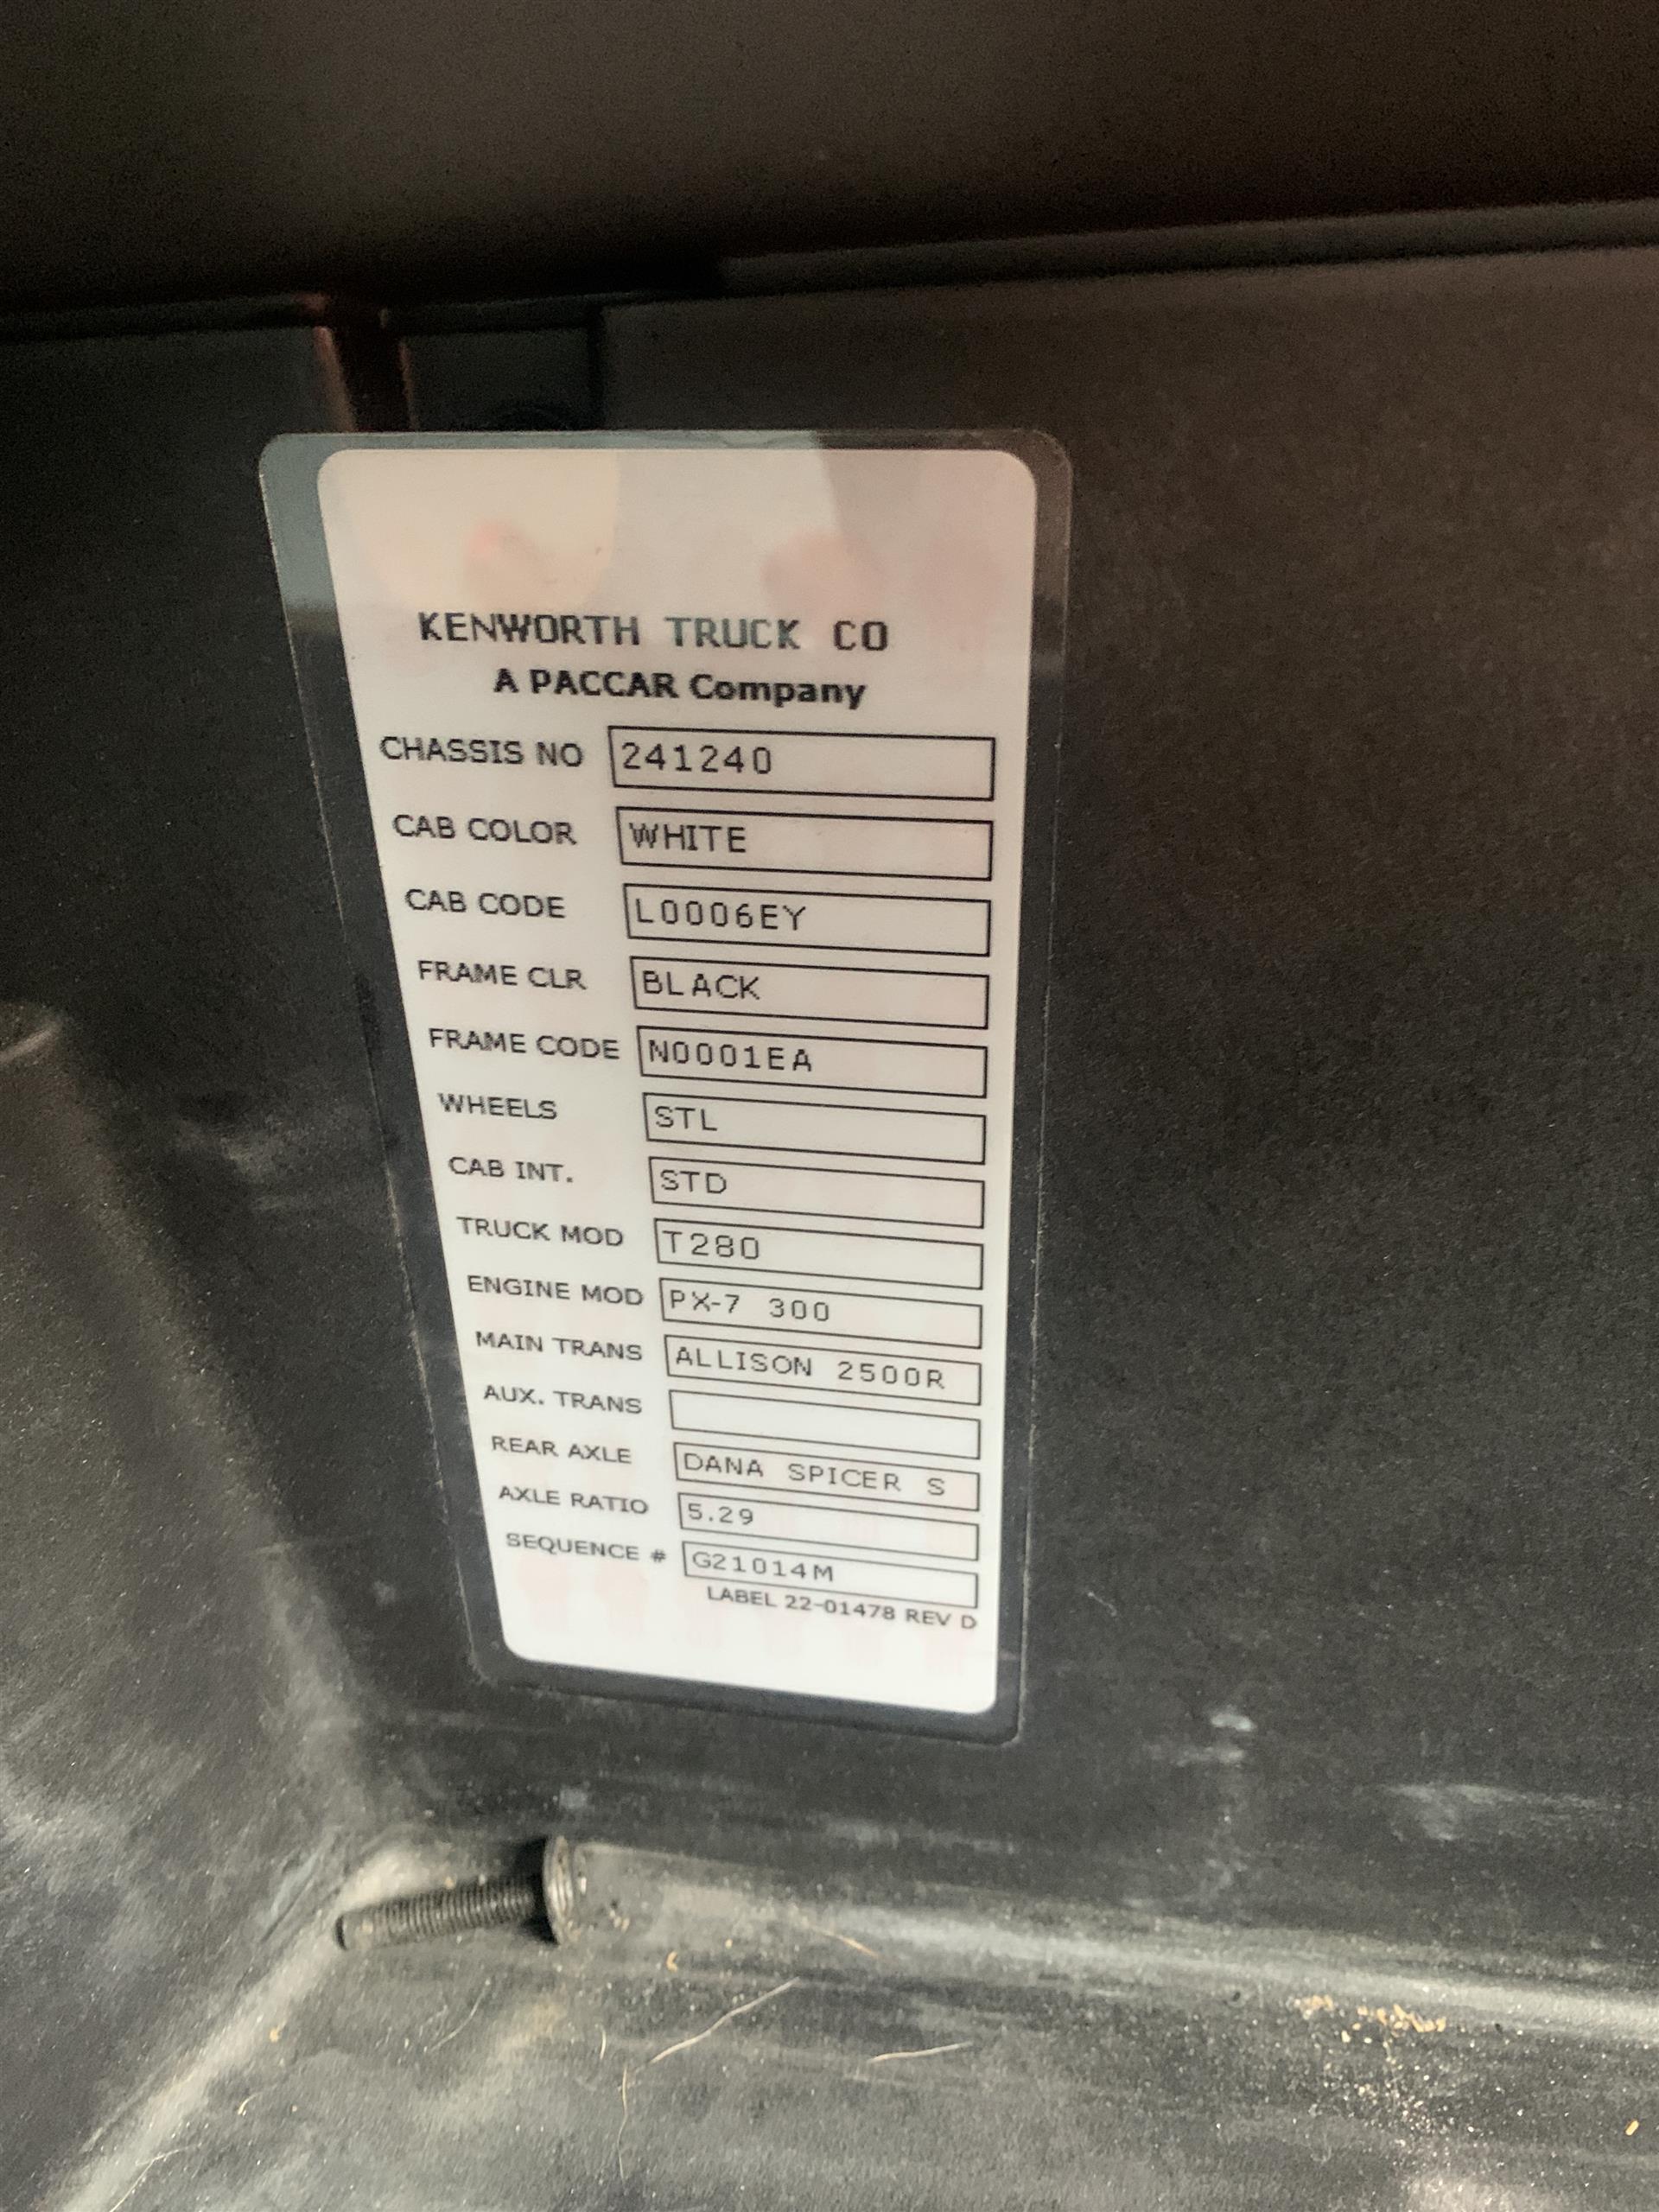 KENWORTH TRUCK CO
A PACCAR Company
CHASSIS NO 241240
CAB COLOR WHITE
CAB CODE L0006EY
FRAME CLR BLACK
FRAME CODE N0001EA
WHEELS STL
CAB INT. STD
TRUCK MOD T280
ENGINE MOD PX-7 300
MAIN TRANS ALLISON 2500R
AUX. TRANS
REAR AXLE DANA SPICER S
AXLE RATIO 5.29
SEQUENCE # G21014M
LABEL 22-01478 REV D